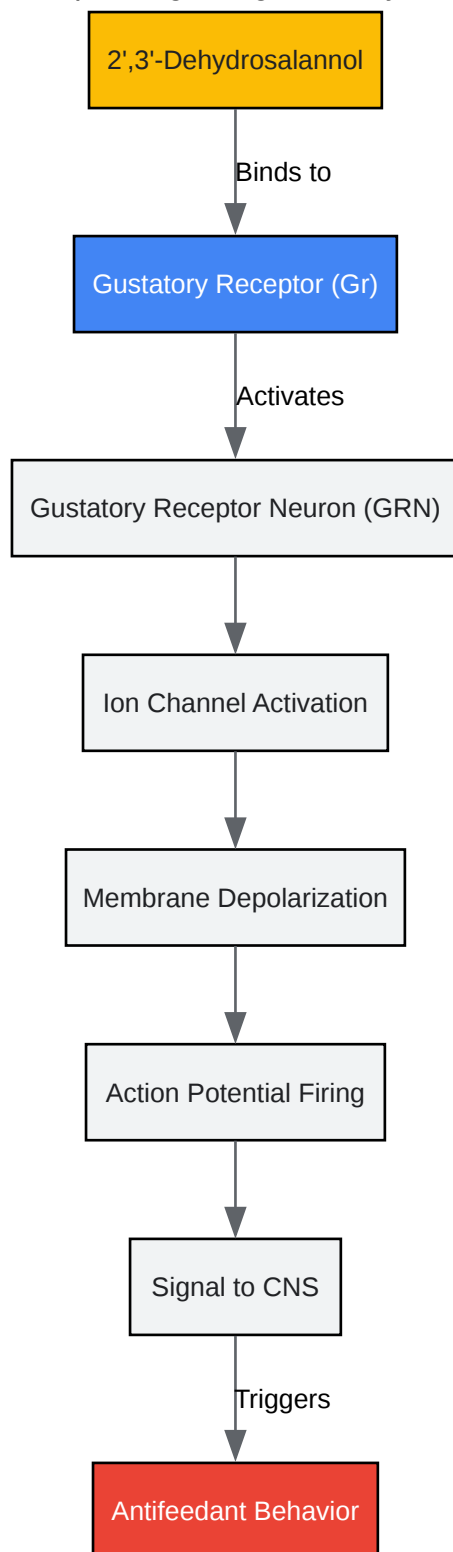 2',3'-Dehydrosalannol
Binds to
Gustatory Receptor (Gr)
Activates
Gustatory Receptor Neuron (GRN)
Ion Channel Activation
Membrane Depolarization
Action Potential Firing
Signal to CNS
Triggers
Antifeedant Behavior